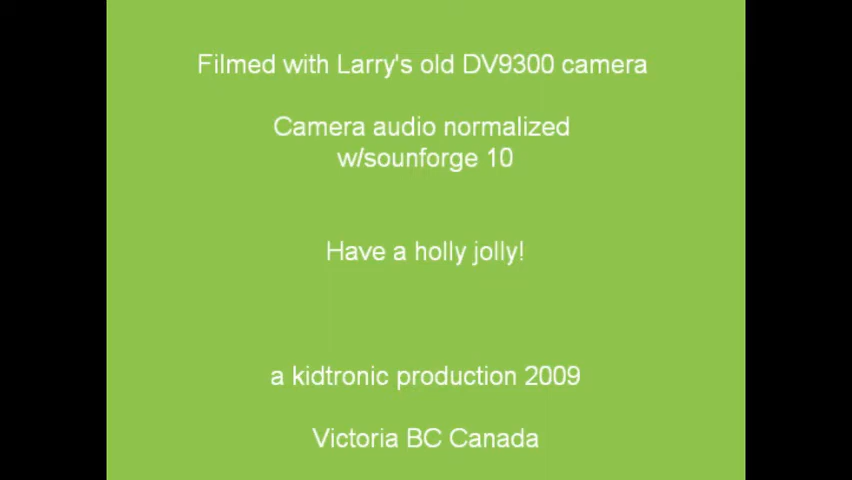 Filmed with Larry's old DV9300 camera
Camera audio normalized
w/sounforge 10
Have a holly jolly!
a kidtronic production 2009
Victoria BC Canada